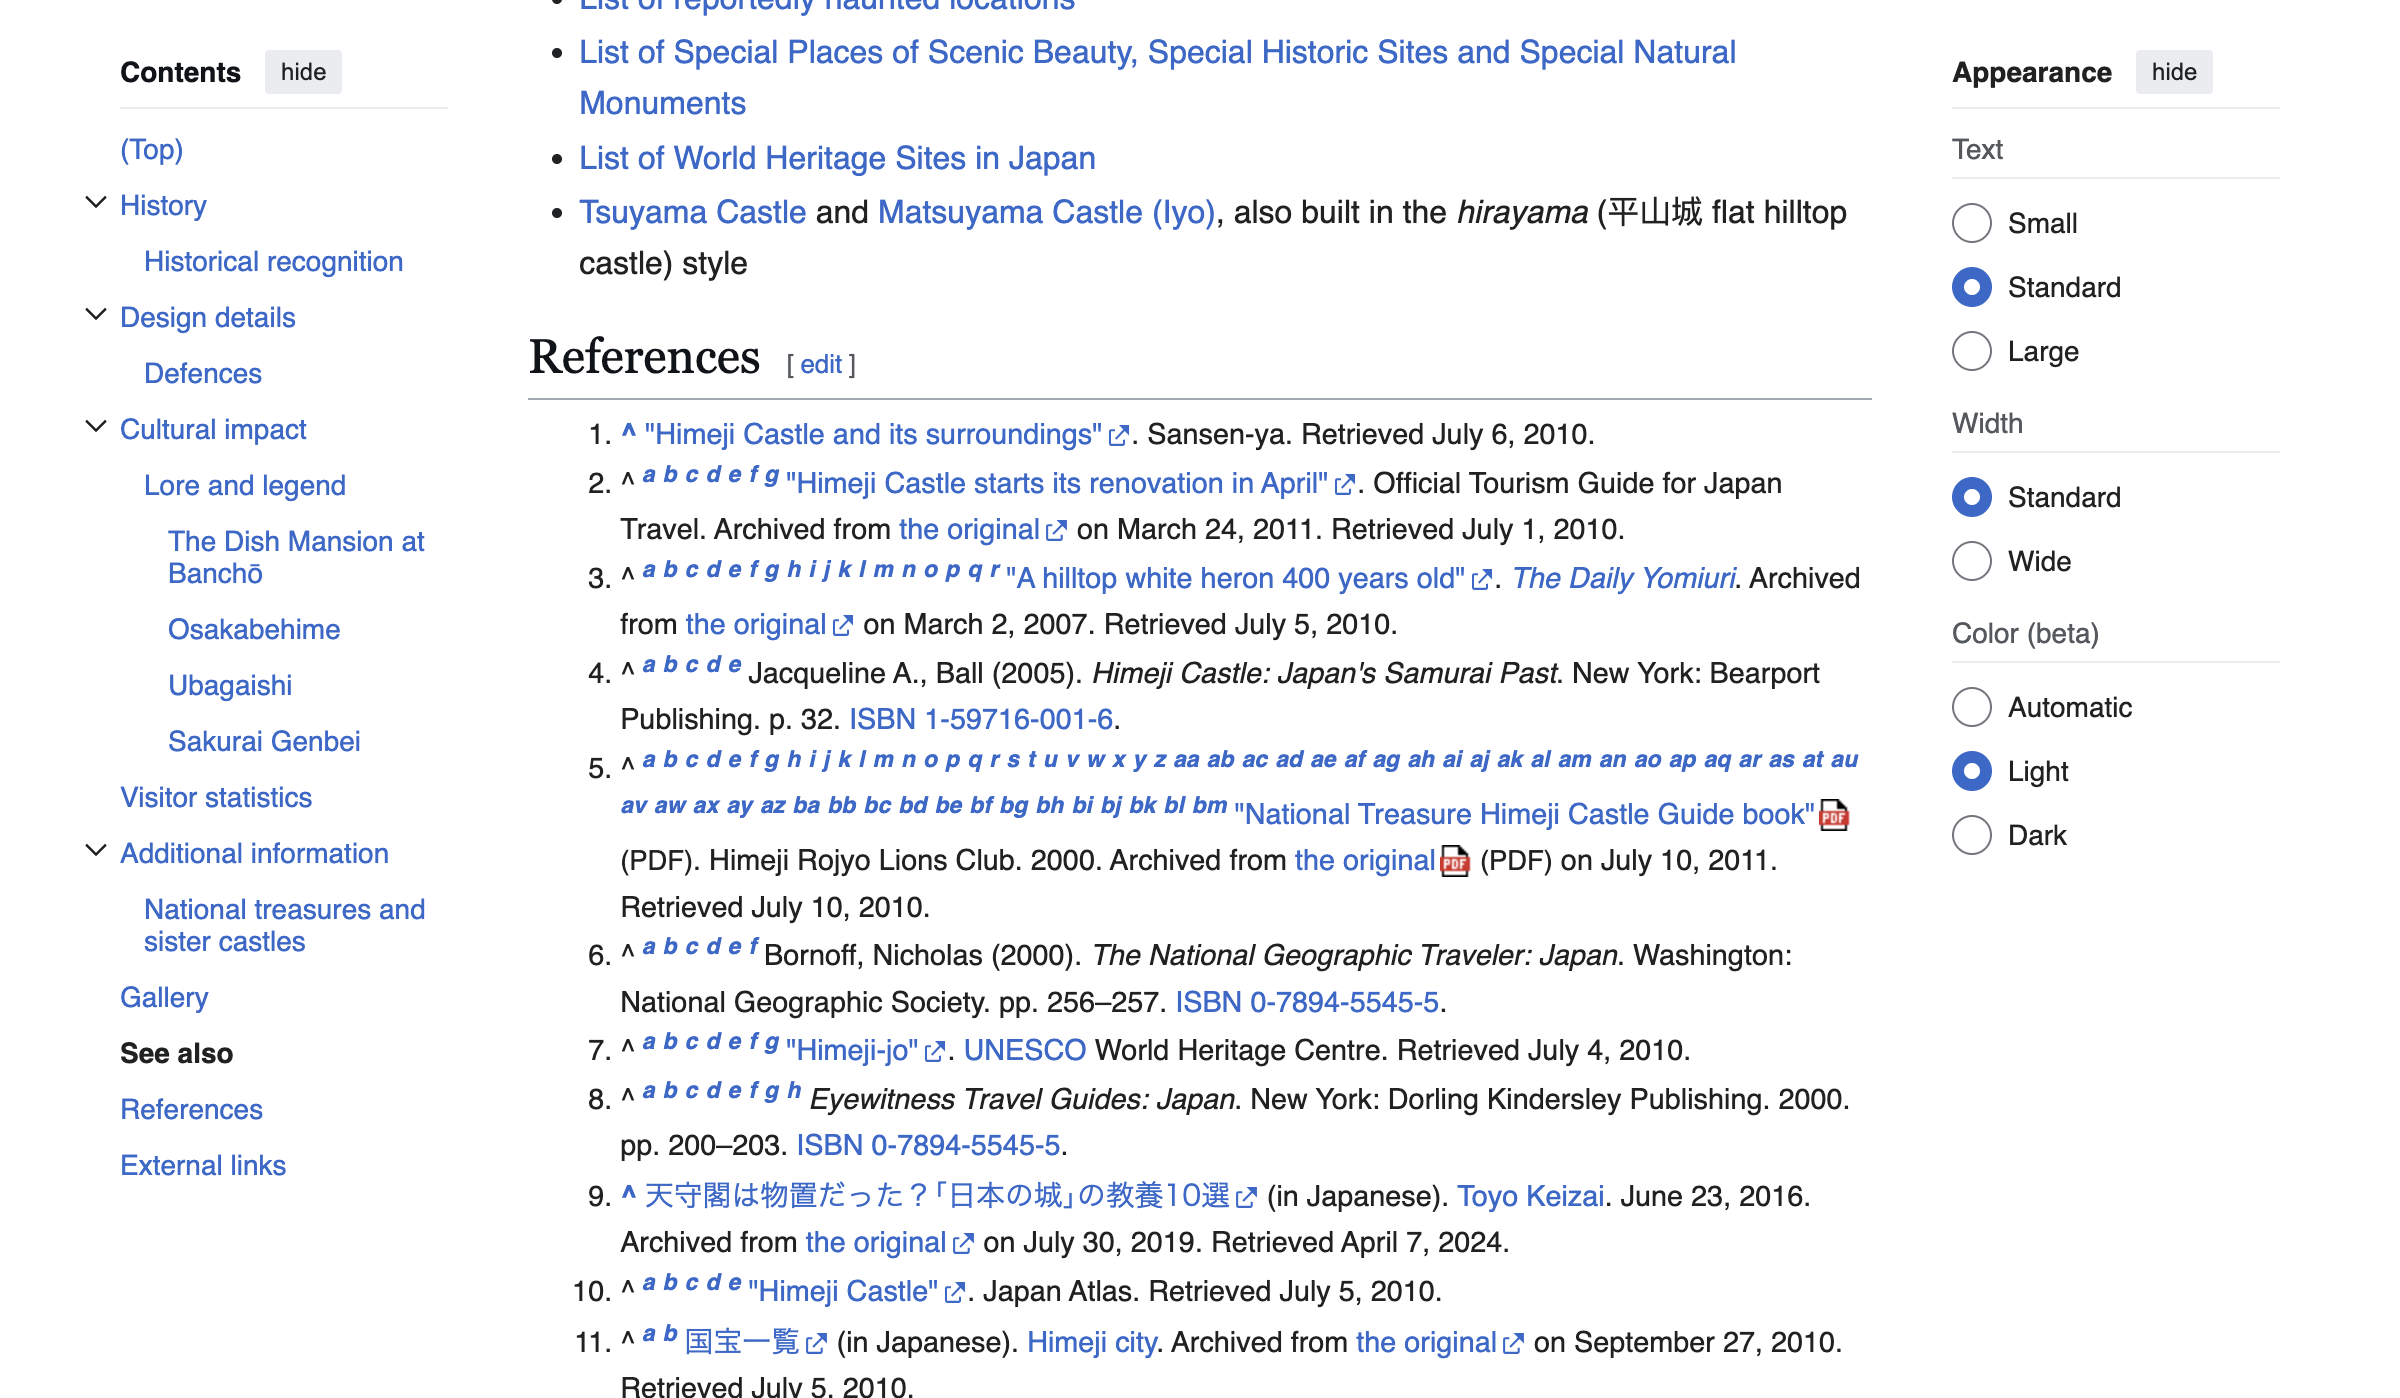 Contents hide
(Top)
History
Historical recognition
Design details
Defences
Cultural impact
Lore and legend
The Dish Mansion at
Banchō
Osakabehime
Ubagaishi
Sakurai Genbei
Visitor statistics
Additional information
National treasures and
sister castles
Gallery
See also
References
External links
List of reportedly haunted locations
List of Special Places of Scenic Beauty, Special Historic Sites and Special Natural
Monuments
List of World Heritage Sites in Japan
Tsuyama Castle and Matsuyama Castle (Iyo), also built in the hirayama (平山城 flat hilltop
castle) style
References [ edit ]
1. ^ "Himeji Castle and its surroundings". Sansen-ya. Retrieved July 6, 2010.
2. ^ a b c d e f g "Himeji Castle starts its renovation in April". Official Tourism Guide for Japan
Travel. Archived from the original on March 24, 2011. Retrieved July 1, 2010.
3. ^ a b c d e f g h i j k l m n o p q r "A hilltop white heron 400 years old". The Daily Yomiuri. Archived
from the original on March 2, 2007. Retrieved July 5, 2010.
4. ^ a b c d e Jacqueline A., Ball (2005). Himeji Castle: Japan's Samurai Past. New York: Bearport
Publishing. p. 32. ISBN 1-59716-001-6.
5. ^ a b c d e f g h i j k l m n o p q r s t u v w x y z aa ab ac ad ae af ag ah ai aj ak al am an ao ap aq ar as at au
av aw ax ay az ba bb bc bd be bf bg bh bi bj bk bl bm "National Treasure Himeji Castle Guide book" PDF
(PDF). Himeji Rojyo Lions Club. 2000. Archived from the original PDF (PDF) on July 10, 2011.
Retrieved July 10, 2010.
6. ^ a b c d e f Bornoff, Nicholas (2000). The National Geographic Traveler: Japan. Washington:
National Geographic Society. pp. 256–257. ISBN 0-7894-5545-5.
7. ^ a b c d e f g "Himeji-jo". UNESCO World Heritage Centre. Retrieved July 4, 2010.
8. ^ a b c d e f g h Eyewitness Travel Guides: Japan. New York: Dorling Kindersley Publishing. 2000.
pp. 200–203. ISBN 0-7894-5545-5.
9. ^ 天守閣は物置だった？「日本の城」の教養10選 (in Japanese). Toyo Keizai. June 23, 2016.
Archived from the original on July 30, 2019. Retrieved April 7, 2024.
10. ^ a b c d e "Himeji Castle". Japan Atlas. Retrieved July 5, 2010.
11. ^ a b 国宝一覧 (in Japanese). Himeji city. Archived from the original on September 27, 2010.
Retrieved July 5, 2010.
Appearance hide
Text
Small
Standard
Large
Width
Standard
Wide
Color (beta)
Automatic
Light
Dark